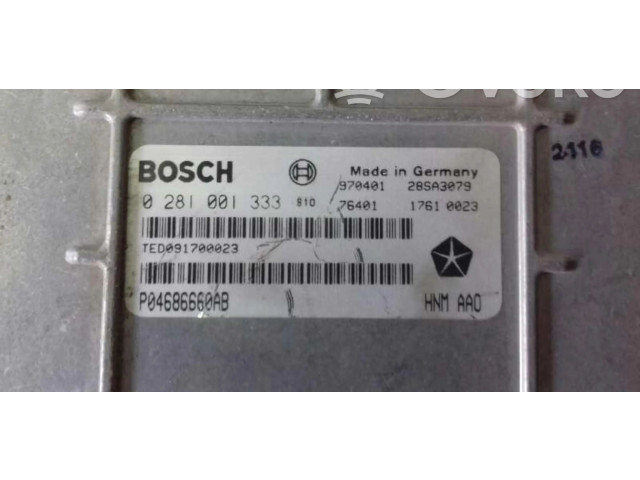 BOSCH Made in Germany
970401 28SA3079
0 281 001 333 810 76401 1761 0023
TED091700023
P04686660AB HNM AAO
2116